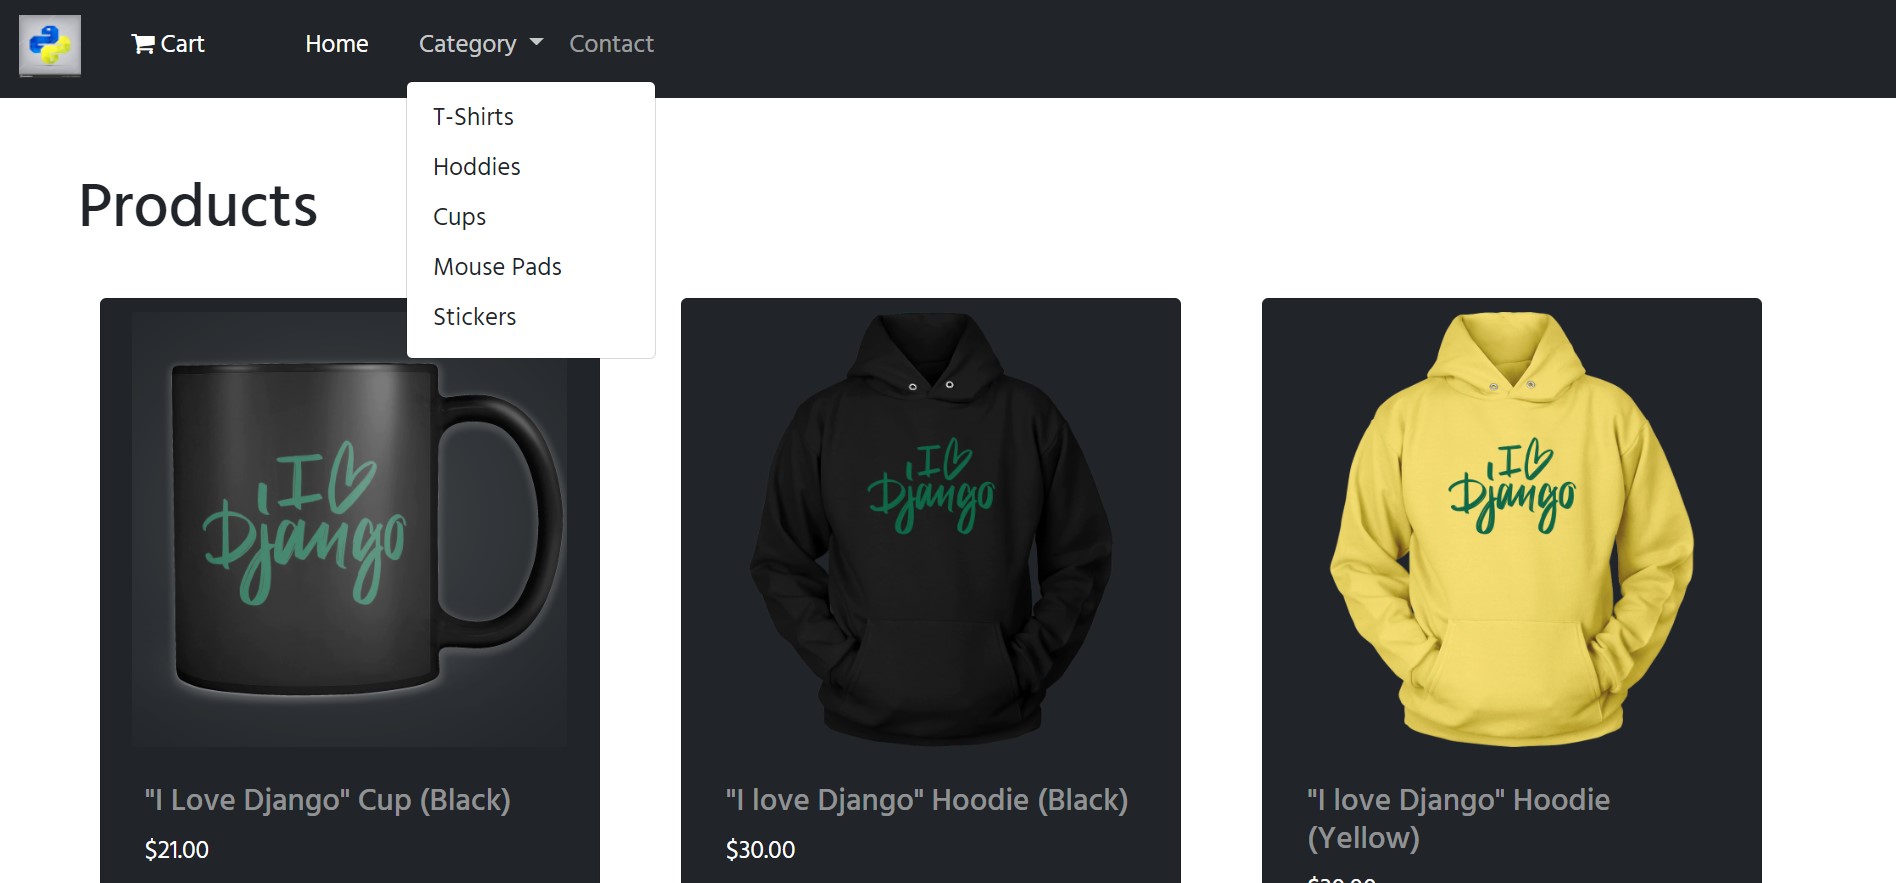 Cart Home Category Contact
T-Shirts
Hoddies
Cups
Mouse Pads
Stickers
Products
I
Django
I
Django
I
Django
"I Love Django" Cup (Black)
$21.00
"I love Django" Hoodie (Black)
$30.00
"I love Django" Hoodie
(Yellow)